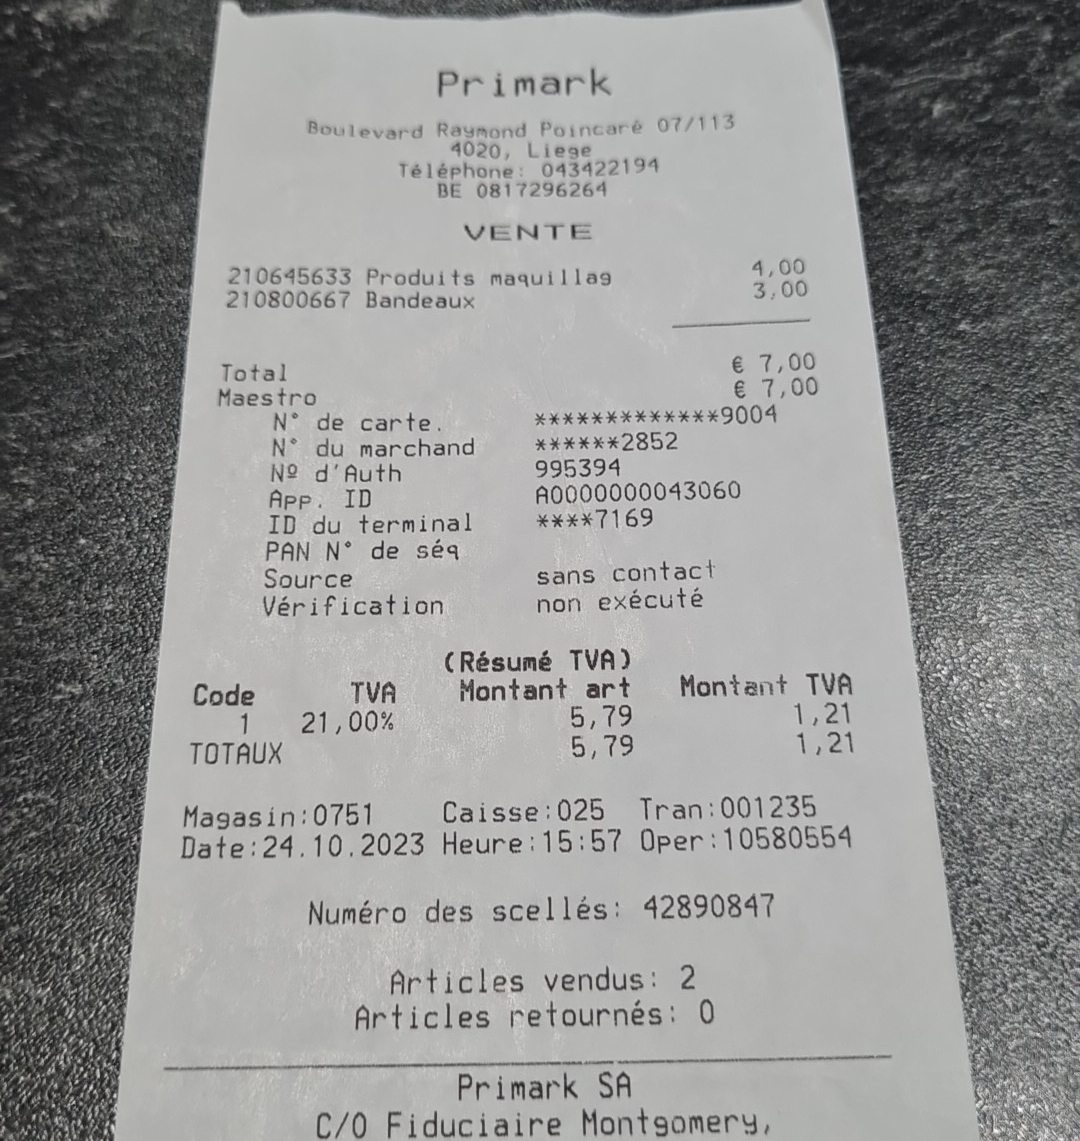 Primark
Boulevard Raymond Poincaré 07/113
4020, Liege
Téléphone: 043422194
BE 0817296264
VENTE
210645633 Produits maquillag 4,00
210800667 Bandeaux 3,00
Total € 7,00
Maestro € 7,00
N° de carte. *************9004
N° du marchand ******2852
Nº d'Auth 995394
App. ID A0000000043060
ID du terminal ****7169
PAN N° de séq
Source sans contact
Vérification non exécuté
(Résumé TVA)
Code TVA Montant art Montant TVA
1 21,00% 5,79 1,21
TOTAUX 5,79 1,21
Magasin:0751 Caisse:025 Tran:001235
Date:24.10.2023 Heure:15:57 Oper:10580554
Numéro des scellés: 42890847
Articles vendus: 2
Articles retournés: 0
Primark SA
C/O Fiduciaire Montgomery,